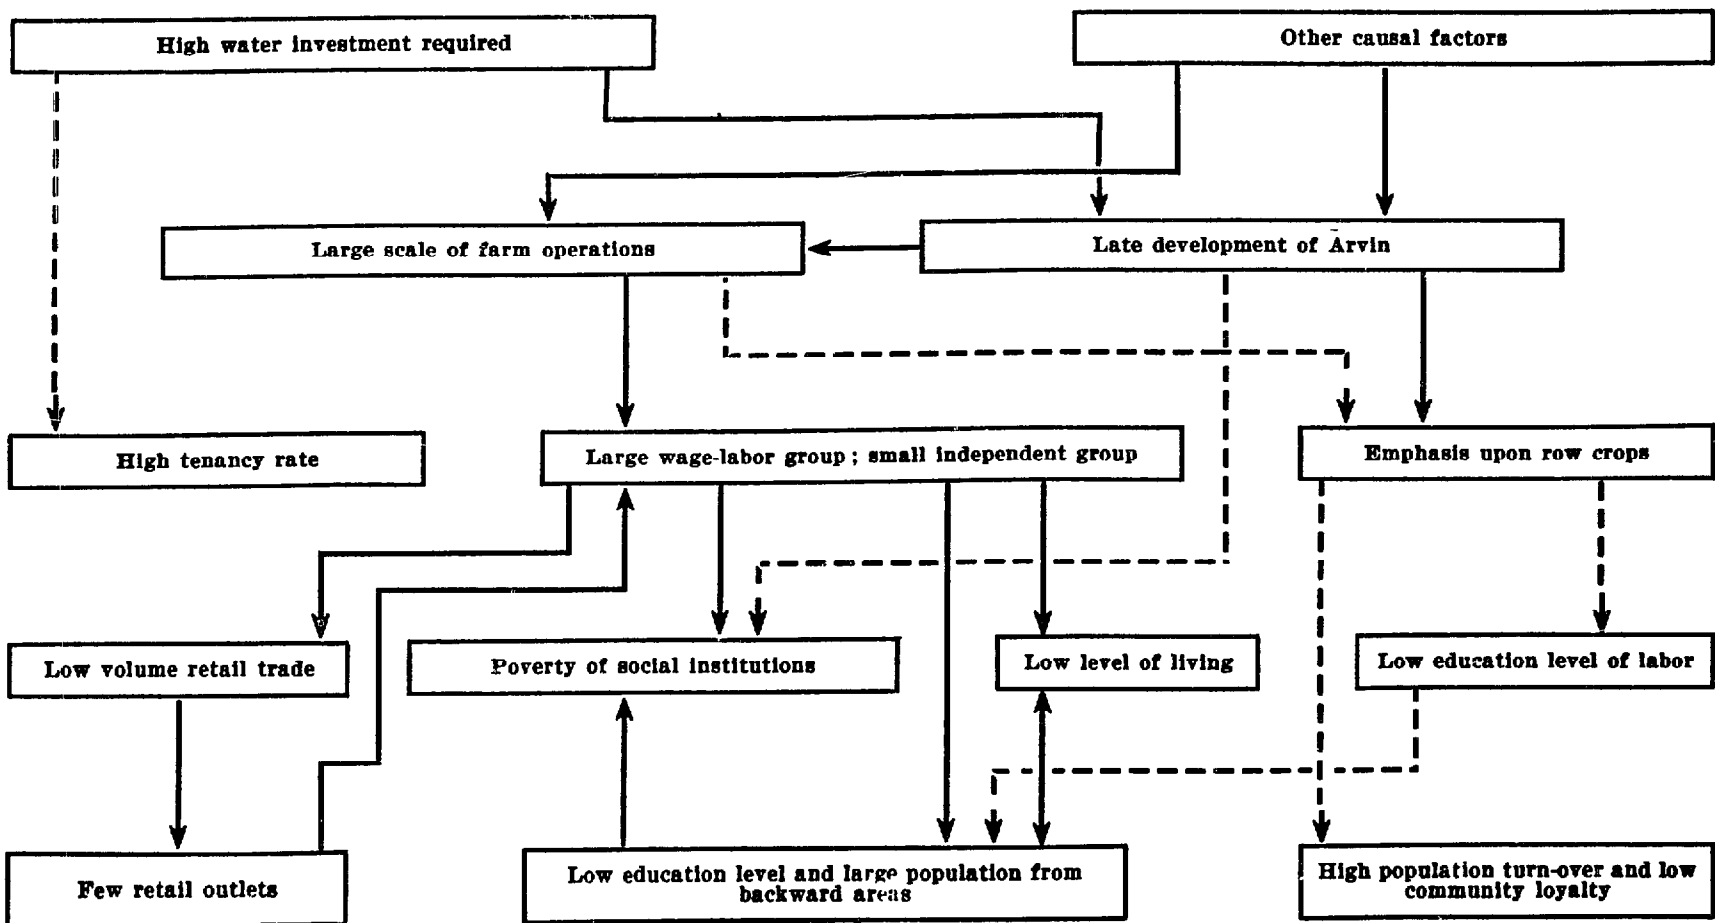 High water investment required
Other causal factors
Large scale of farm operations
Late development of Arvin
High tenancy rate
Large wage-labor group; small independent group
Emphasis upon row crops
Low volume retail trade
Poverty of social institutions
Low level of living
Low education level of labor
Few retail outlets
Low education level and large population from
backward areas
High population turn-over and low
community loyalty